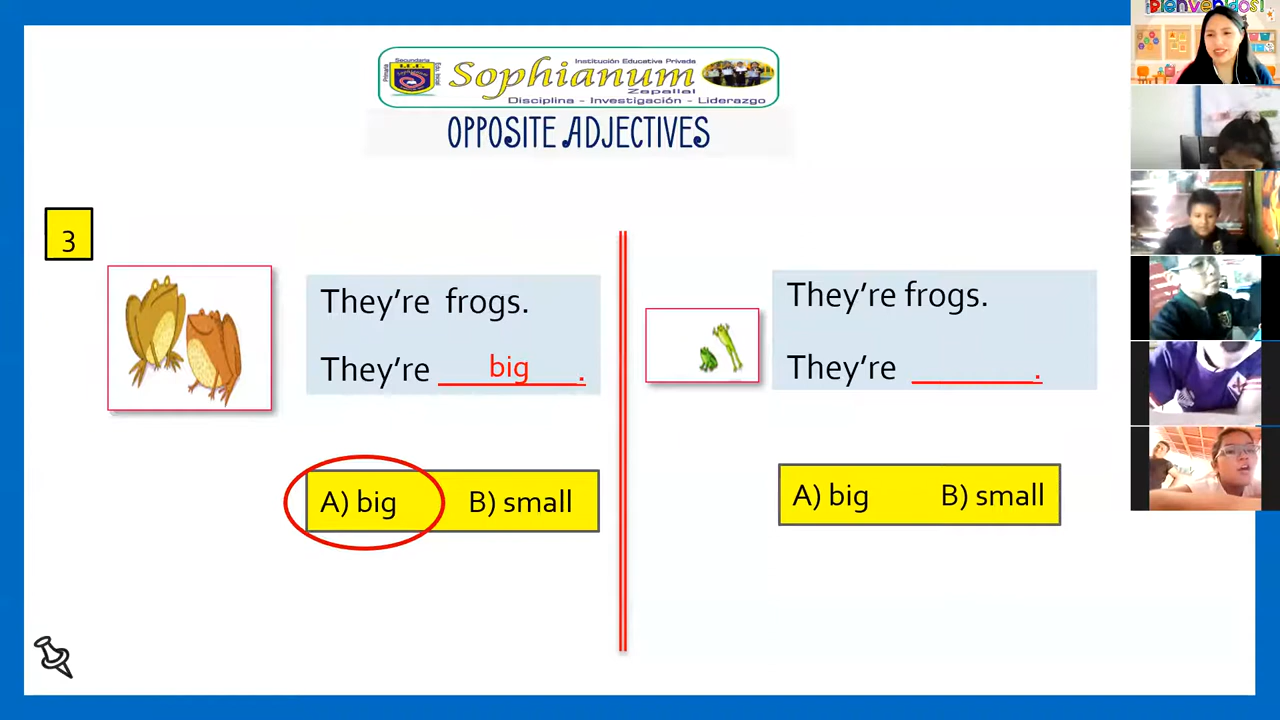 ¡Bienvenidos!
Institución Educativa Privada
Sophianum
Zapallal
Disciplina - Investigación - Liderazgo
OPPOSITE ADJECTIVES
3
They're frogs.
They're big .
A) big B) small
They're frogs.
They're ________.
A) big B) small